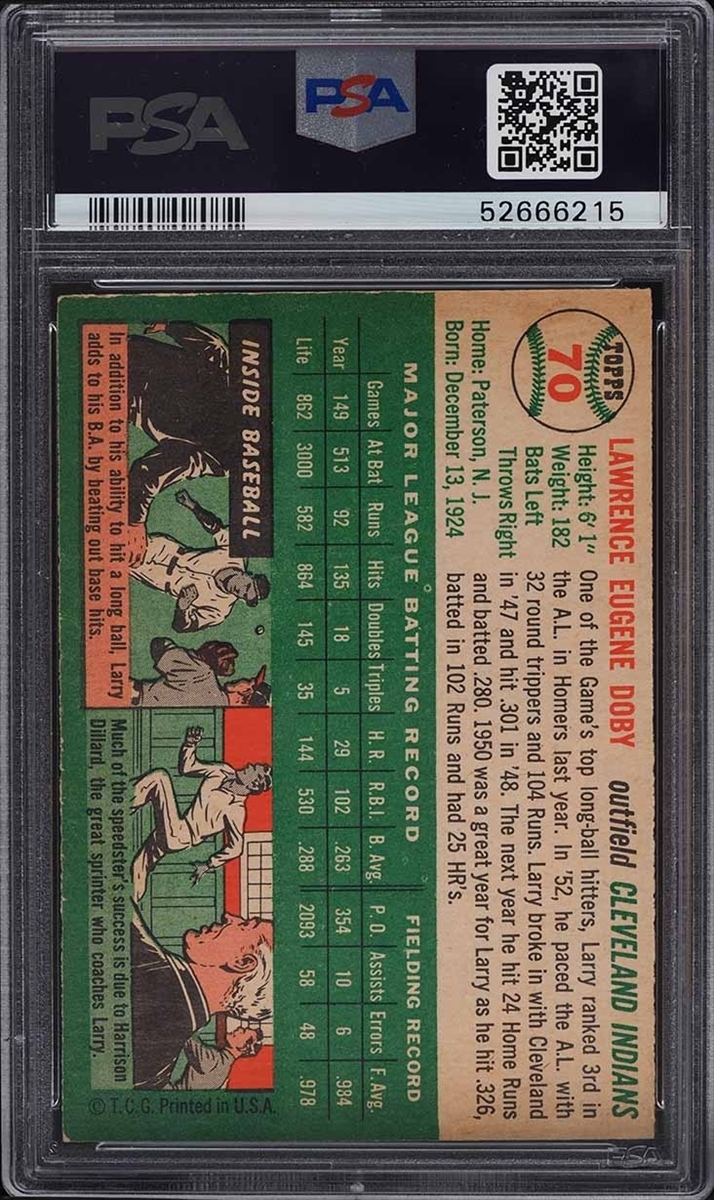 PSA
PSA
52666215
TOPPS
70
LAWRENCE EUGENE DOBY outfield CLEVELAND INDIANS
Height: 6' 1"
Weight: 182
Bats Left
Throws Right
Home: Paterson, N. J.
Born: December 13, 1924
One of the Game's top long-ball hitters, Larry ranked 3rd in
the A.L. in Homers last year. In '52, he paced the A.L. with
32 round trippers and 104 Runs. Larry broke in with Cleveland
in '47 and hit .301 in '48. The next year he hit 24 Home Runs
and batted .280. 1950 was a great year for Larry as he hit .326,
batted in 102 Runs and had 25 HR's.
MAJOR LEAGUE BATTING RECORD FIELDING RECORD
Games At Bat Runs Hits Doubles Triples H. R. R.B.I. B. Avg. P. O. Assists Errors F. Avg.
Year 149 513 92 135 18 5 29 102 .263 354 10 6 .984
Life 862 3000 582 864 145 35 144 530 .288 2093 58 48 .978
INSIDE BASEBALL
In addition to his ability to hit a long ball, Larry
adds to his B.A. by beating out base hits.
Much of the speedster's success is due to Harrison
Dillard, the great sprinter who coaches Larry.
© T.C.G. Printed in U.S.A.
PSA